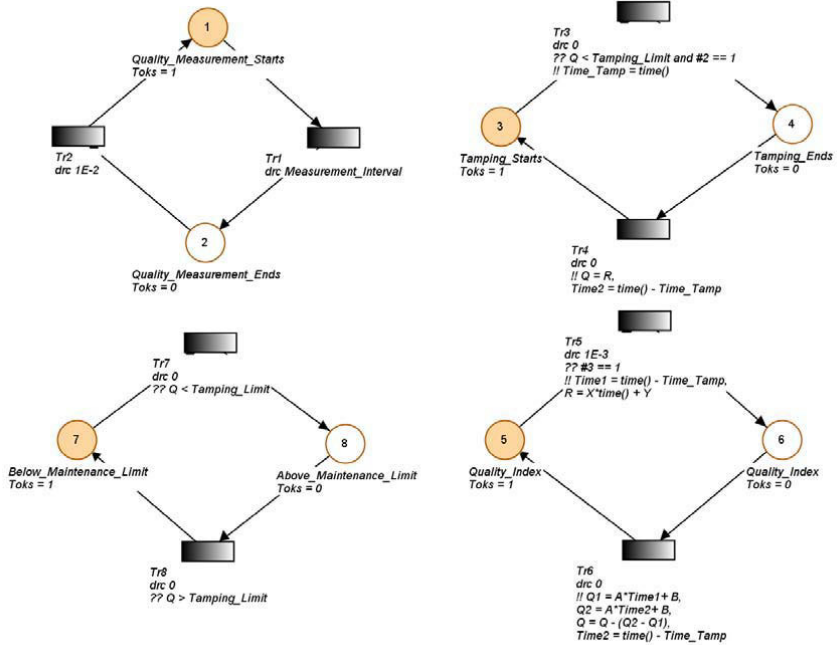 1
Quality_Measurement_Starts
Toks = 1
Tr2
drc 1E-2
Tr1
drc Measurement_Interval
2
Quality_Measurement_Ends
Toks = 0
Tr3
drc 0
?? Q < Tamping_Limit and #2 == 1
!! Time_Tamp = time()
3
Tamping_Starts
Toks = 1
4
Tamping_Ends
Toks = 0
Tr4
drc 0
!! Q = R,
Time2 = time() - Time_Tamp
Tr7
drc 0
?? Q < Tamping_Limit
7
Below_Maintenance_Limit
Toks = 1
8
Above_Maintenance_Limit
Toks = 0
Tr8
drc 0
?? Q > Tamping_Limit
Tr5
drc 1E-3
?? #3 == 1
!! Time1 = time() - Time_Tamp,
R = X*time() + Y
5
Quality_Index
Toks = 1
6
Quality_Index
Toks = 0
Tr6
drc 0
!! Q1 = A*Time1+ B,
Q2 = A*Time2+ B,
Q = Q - (Q2 - Q1),
Time2 = time() - Time_Tamp